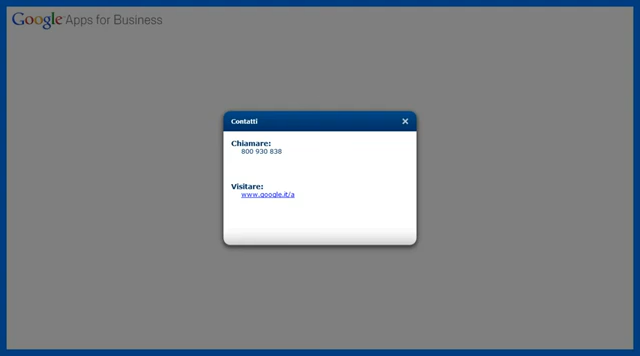 Google Apps for Business
Contatti
Chiamare:
800 930 838
Visitare:
www.google.it/a